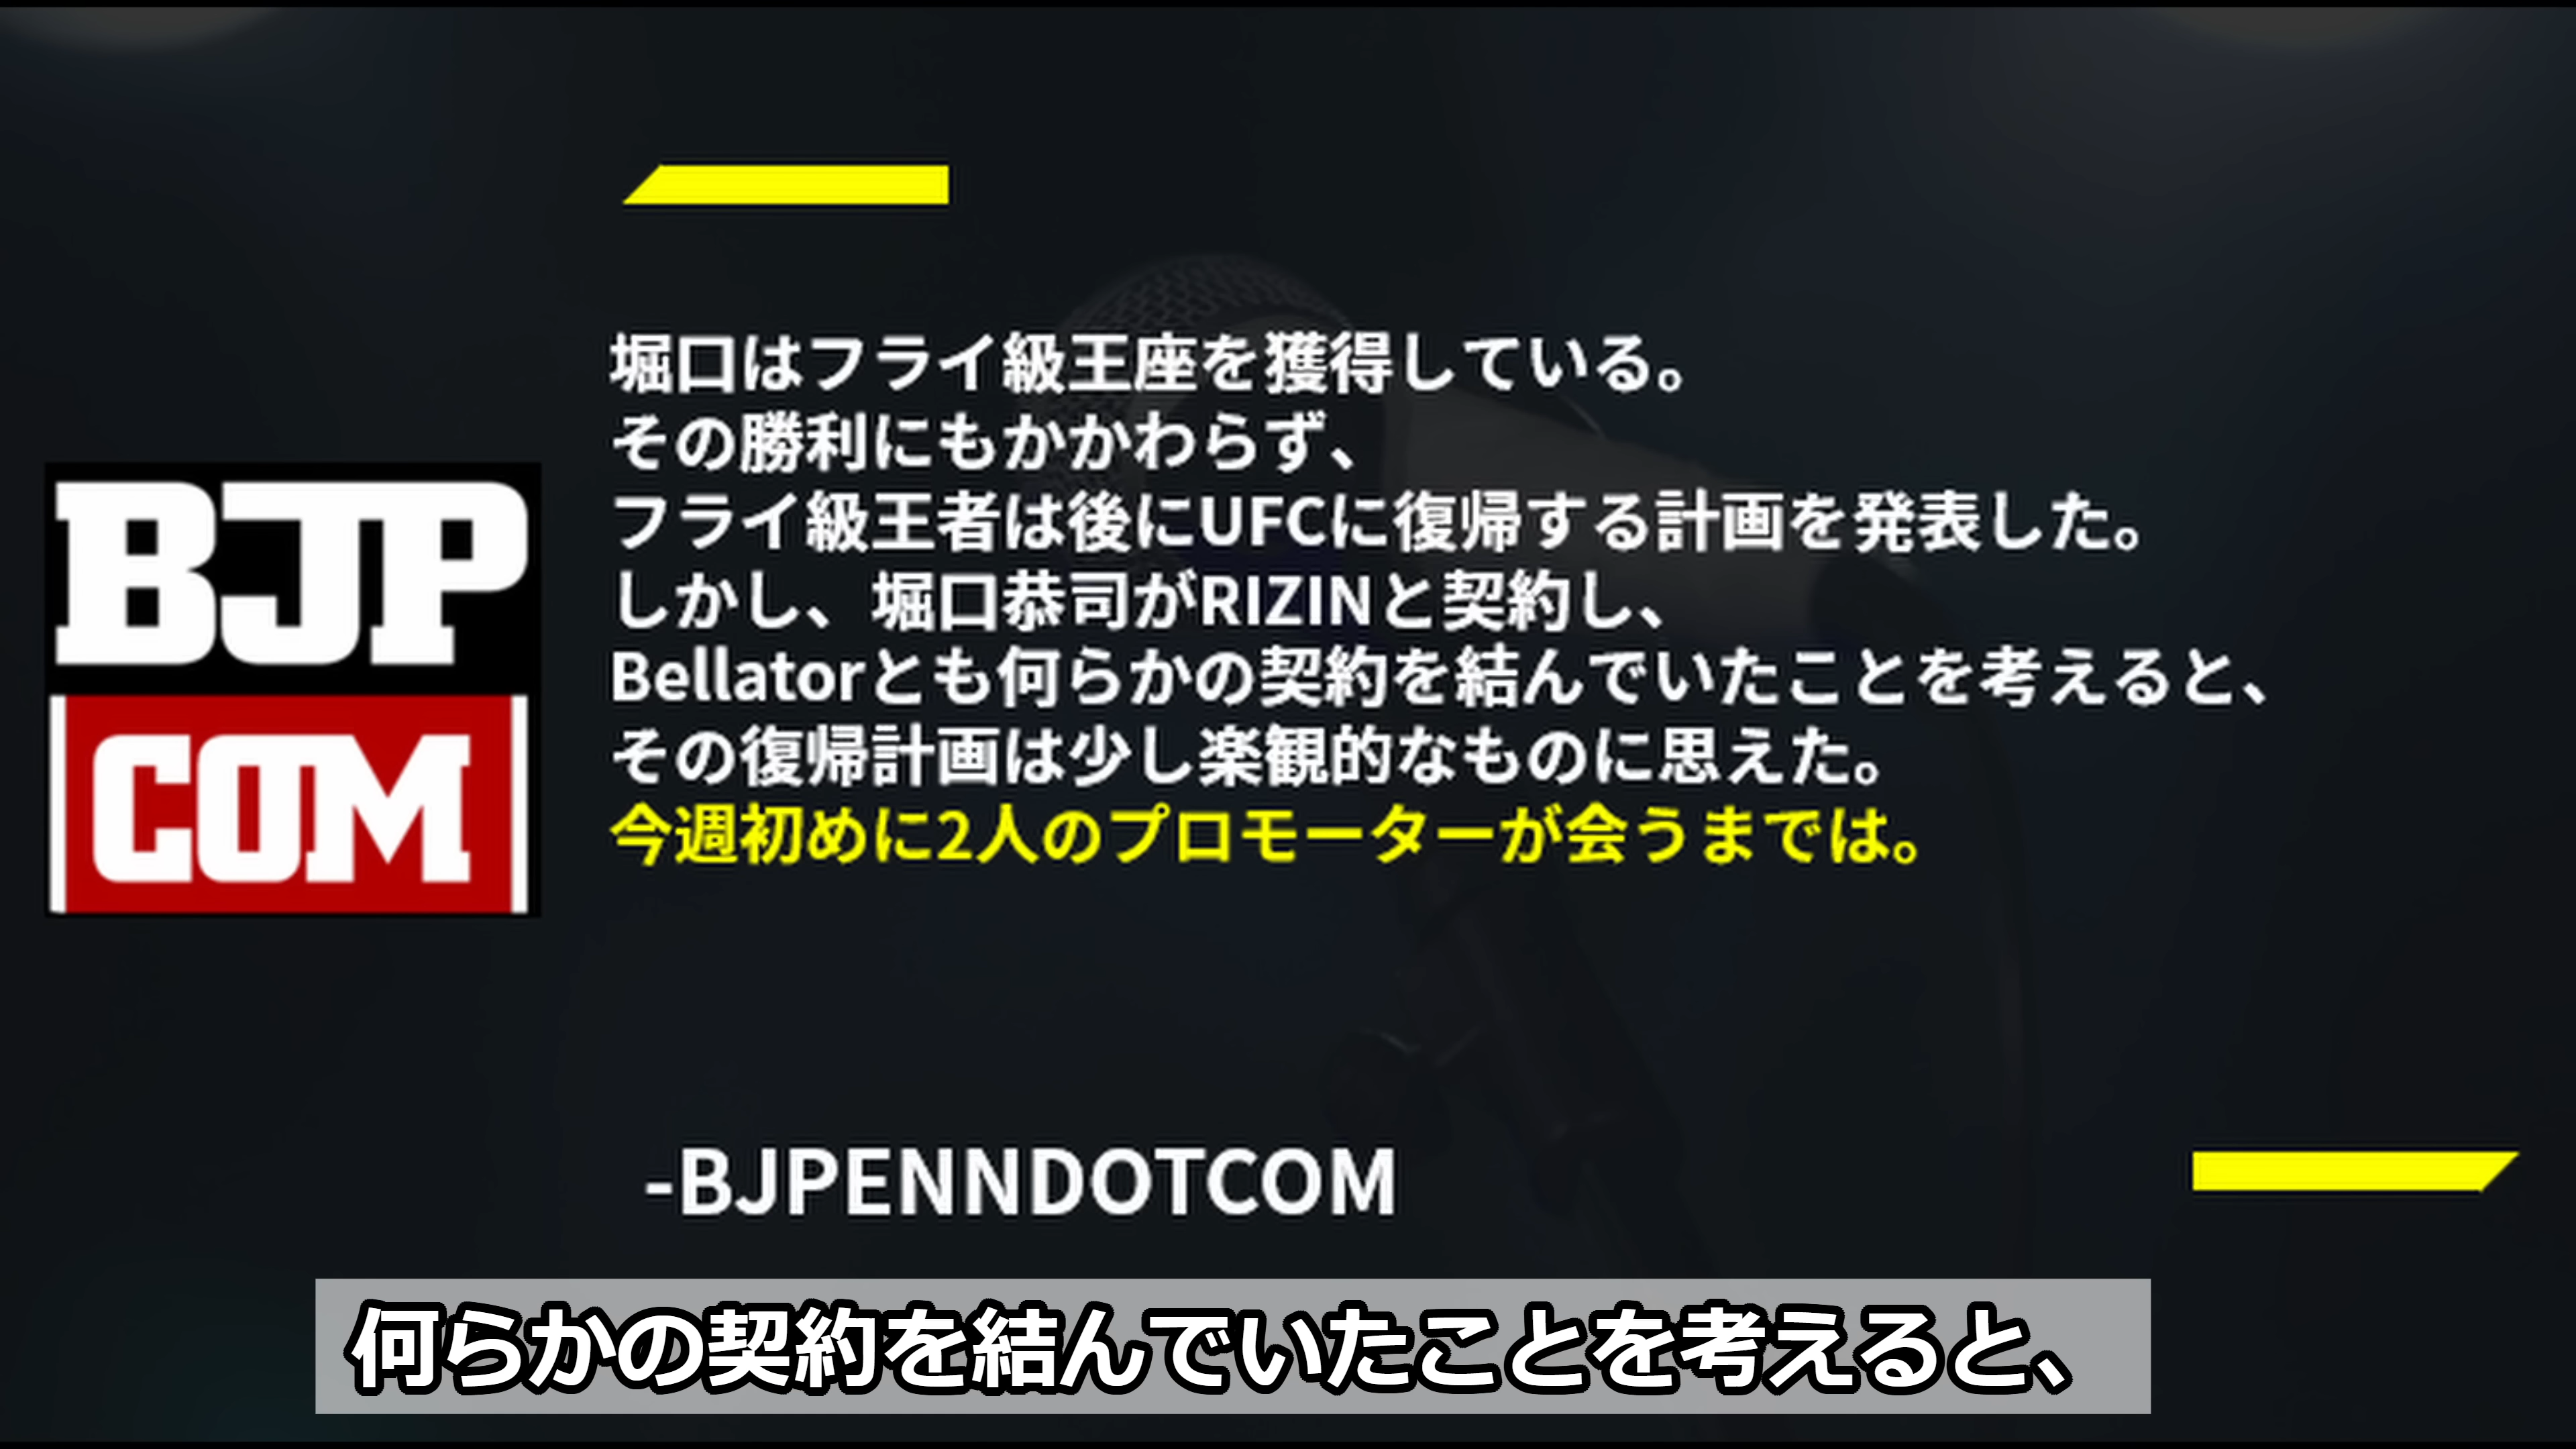 BJP
COM
堀口はフライ級王座を獲得している。
その勝利にもかかわらず、
フライ級王者は後にUFCに復帰する計画を発表した。
しかし、堀口恭司がRIZINと契約し、
Bellatorとも何らかの契約を結んでいたことを考えると、
その復帰計画は少し楽観的なものに思えた。
今週初めに2人のプロモーターが会うまでは。
-BJPENNDOTCOM
何らかの契約を結んでいたことを考えると、